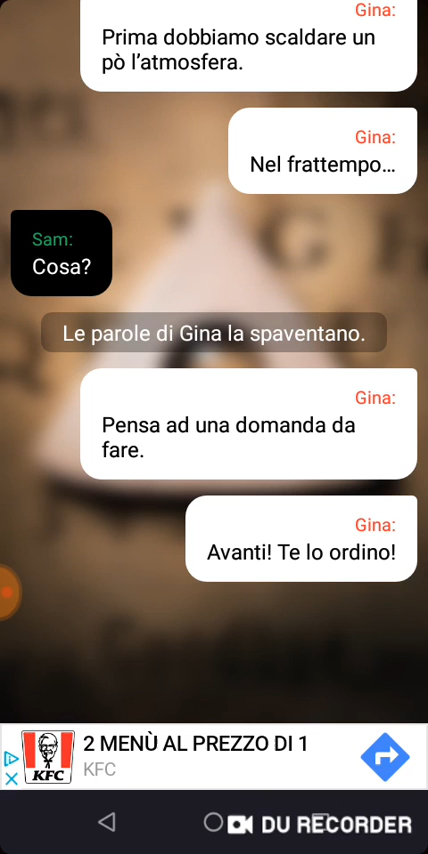 Gina:
Prima dobbiamo scaldare un
pò l’atmosfera.
Gina:
Nel frattempo...
Sam:
Cosa?
Le parole di Gina la spaventano.
Gina:
Pensa ad una domanda da
fare.
Gina:
Avanti! Te lo ordino!
2 MENÙ AL PREZZO DI 1
KFC
KFC
DU RECORDER